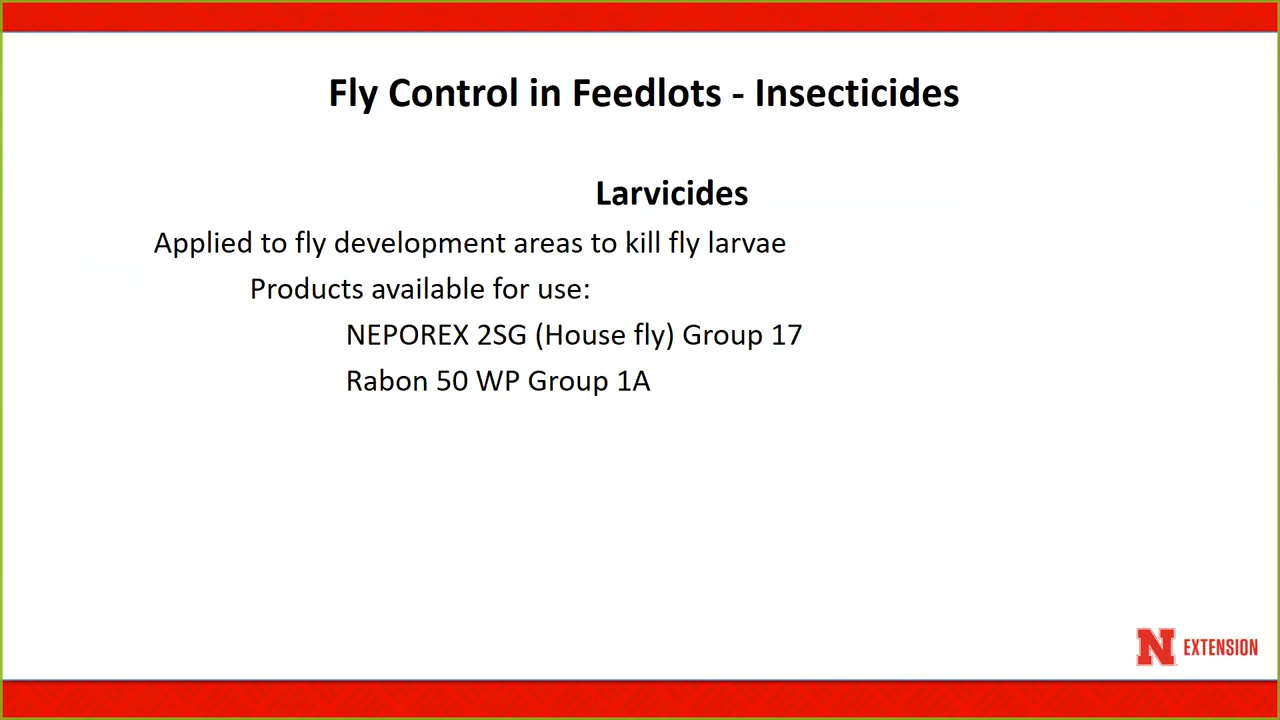 Fly Control in Feedlots - Insecticides
Larvicides
Applied to fly development areas to kill fly larvae
Products available for use:
NEPOREX 2SG (House fly) Group 17
Rabon 50 WP Group 1A
N EXTENSION